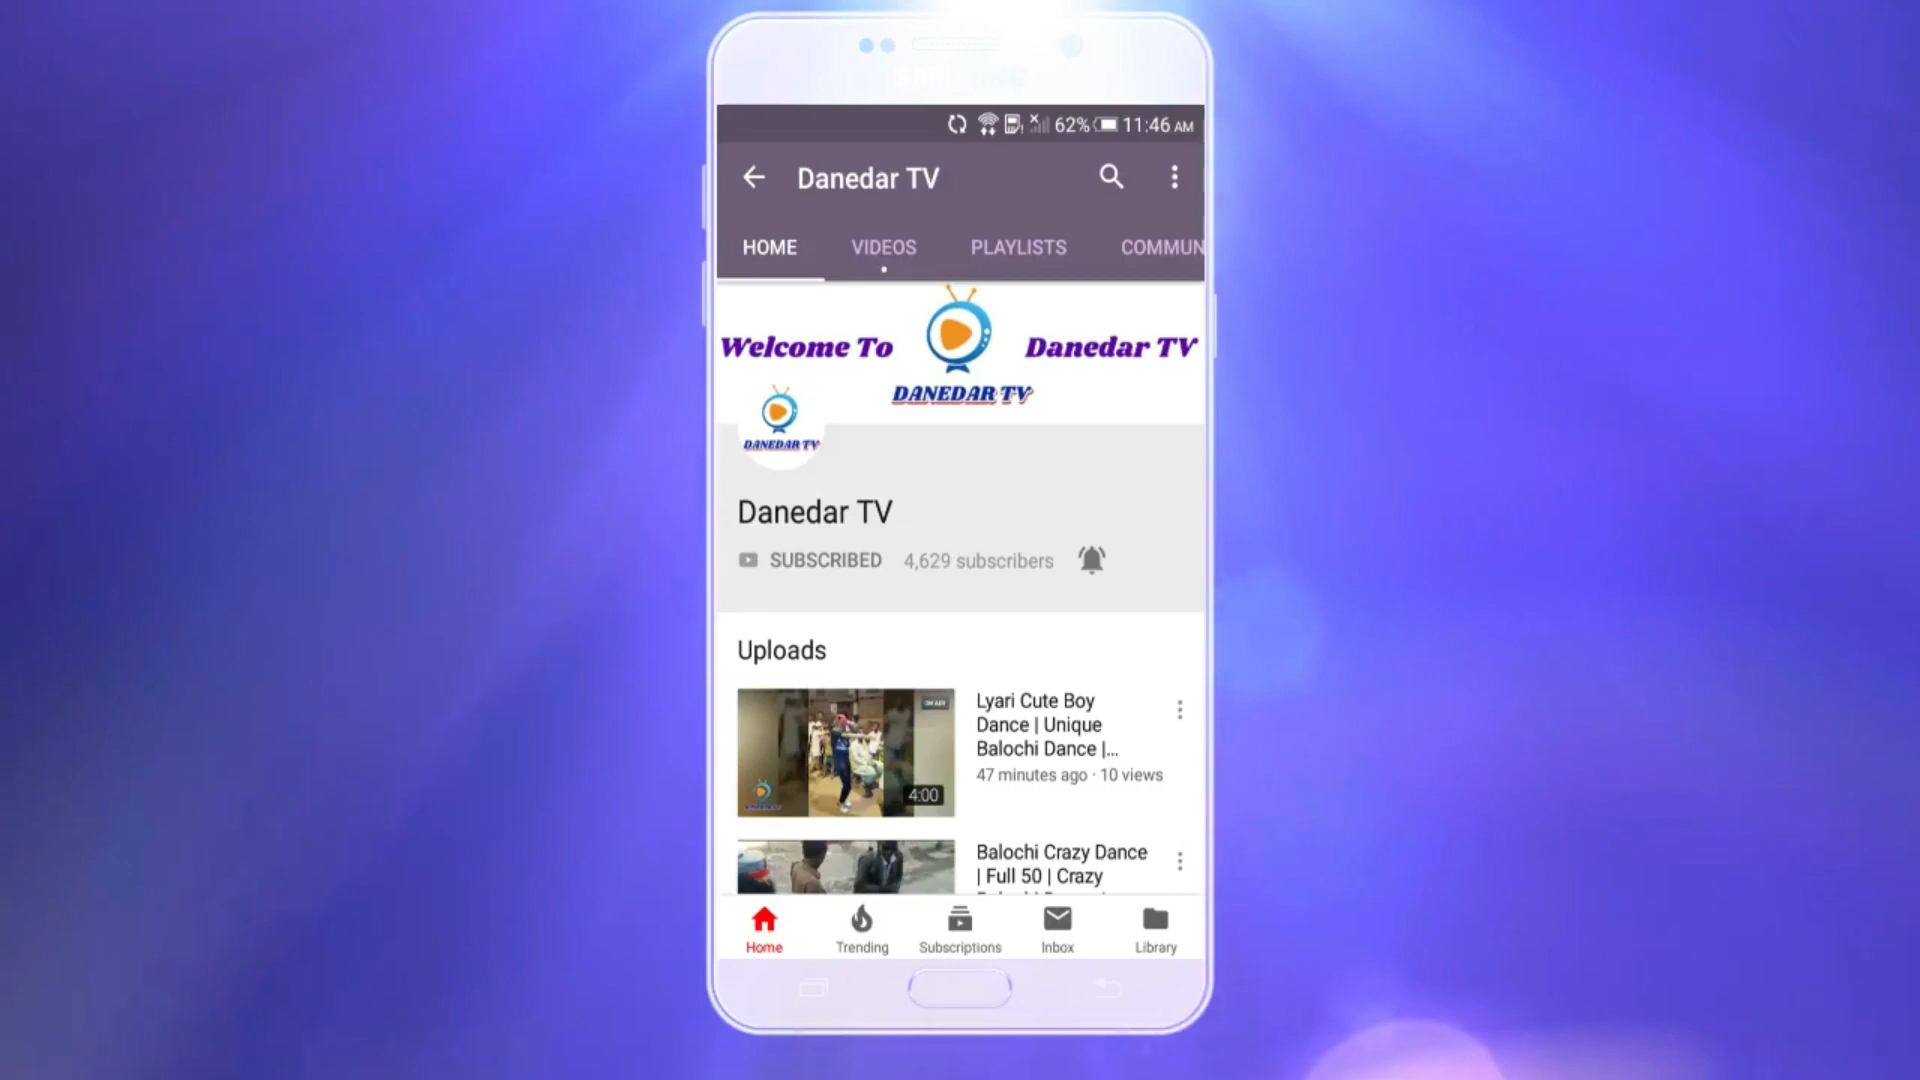 62% 11:46 AM
Danedar TV
HOME VIDEOS PLAYLISTS COMMUN
Welcome To Danedar TV
DANEDAR TV
DANEDAR TV
Danedar TV
SUBSCRIBED 4,629 subscribers
Uploads
Lyari Cute Boy
Dance | Unique
Balochi Dance |...
47 minutes ago · 10 views
4:00
Balochi Crazy Dance
| Full 50 | Crazy
Home Trending Subscriptions Inbox Library